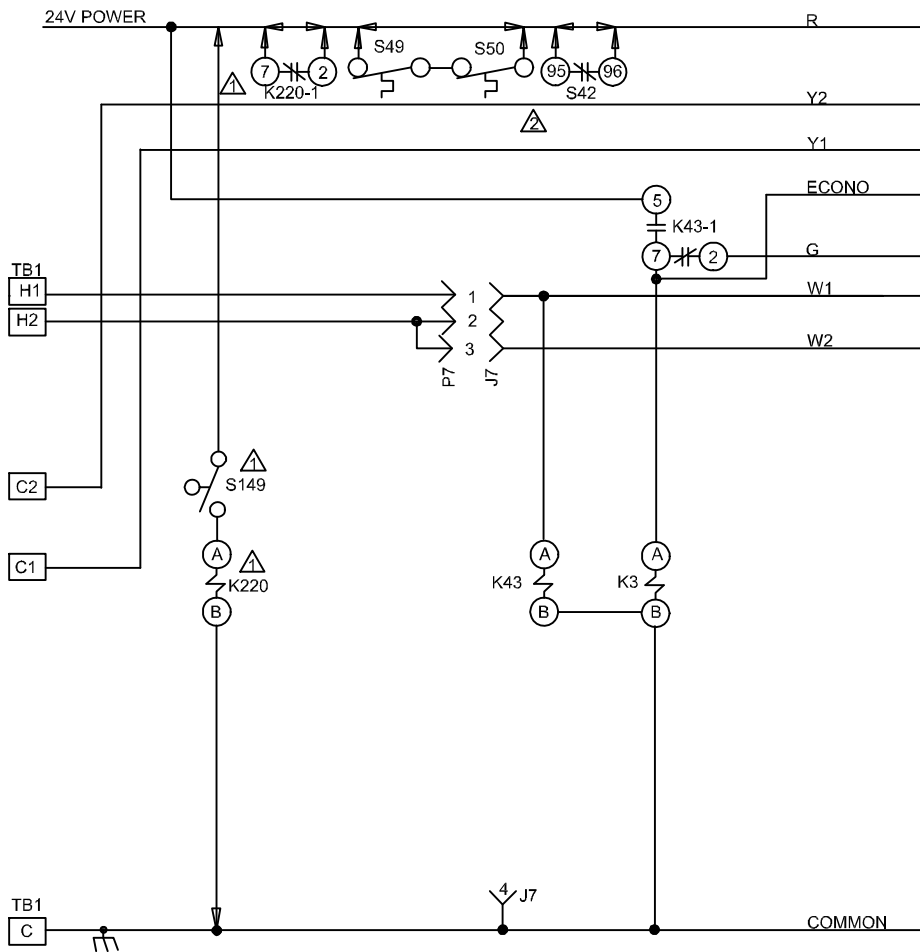 24V POWER
R
S49
S50
7
2
95
96
K220-1
S42
1
2
Y2
Y1
ECONO
5
K43-1
7
2
G
TB1
H1
1
W1
H2
2
3
W2
P7
J7
1
C2
S149
C1
A
1
A
A
K220
K43
K3
B
B
B
TB1
4
J7
C
COMMON